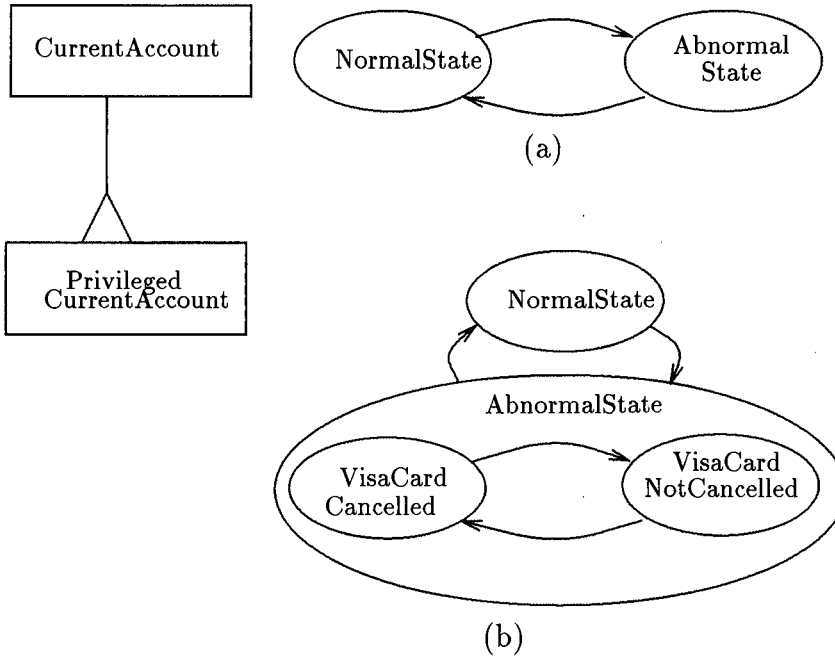 CurrentAccount
NormalState
Abnormal
State
(a)
Privileged
CurrentAccount
NormalState
AbnormalState
VisaCard
Cancelled
VisaCard
NotCancelled
(b)